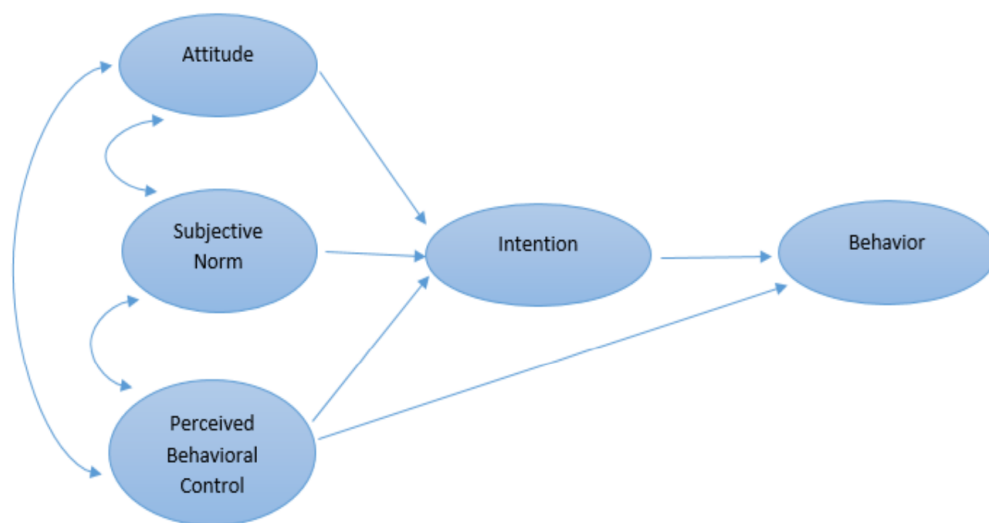 Attitude
Subjective
Norm
Intention
Behavior
Perceived
Behavioral
Control